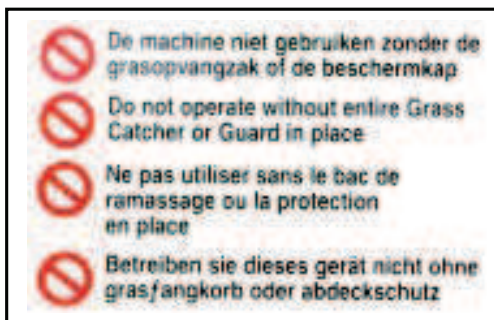 De machine niet gebruiken zonder de
grasopvangzak of de beschermkap
Do not operate without entire Grass
Catcher or Guard in place
Ne pas utiliser sans le bac de
ramassage ou la protection
en place
Betreiben sie dieses gerät nicht ohne
grasfangkorb oder abdeckschutz